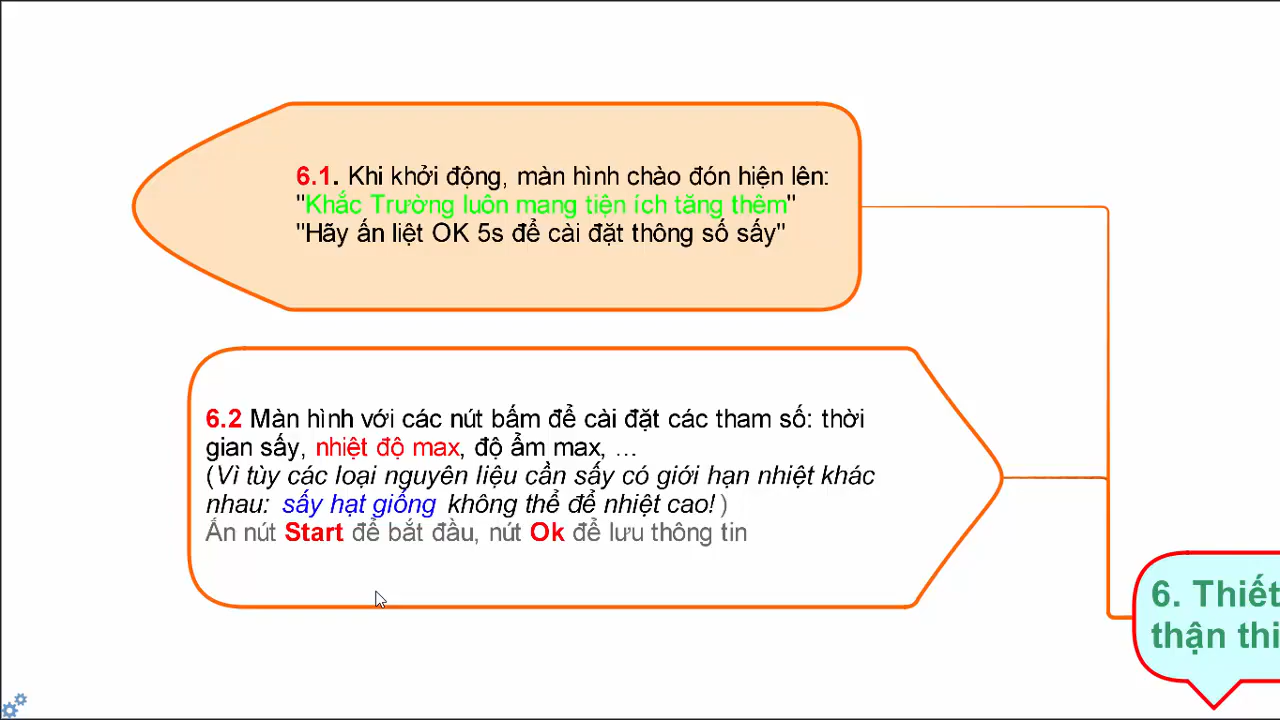 6.1. Khi khởi động, màn hình chào đón hiện lên:
"Khắc Trường luôn mang tiện ích tăng thêm"
"Hãy ấn liệt OK 5s để cài đặt thông số sấy"
6.2 Màn hình với các nút bấm để cài đặt các tham số: thời
gian sấy, nhiệt độ max, độ ẩm max, ...
(Vì tùy các loại nguyên liệu cần sấy có giới hạn nhiệt khác
nhau: sấy hạt giống không thể để nhiệt cao! )
Ấn nút Start để bắt đầu, nút Ok để lưu thông tin
6. Thiết
thận thi